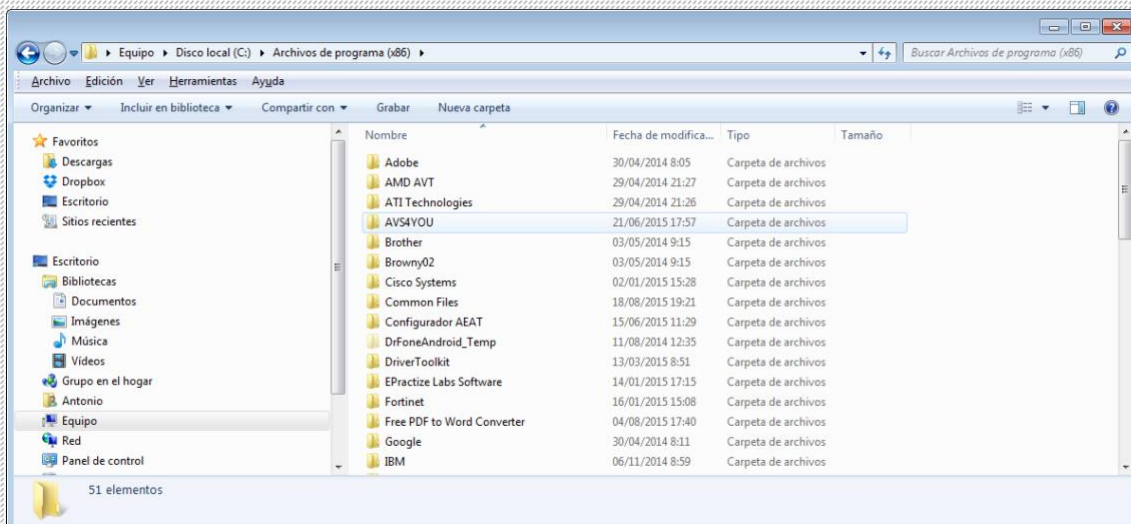 Equipo ▸ Disco local (C:) ▸ Archivos de programa (x86) ▸
Buscar Archivos de programa (x86)
Archivo Edición Ver Herramientas Ayuda
Organizar Incluir en biblioteca Compartir con Grabar Nueva carpeta
Favoritos
Descargas
Dropbox
Escritorio
Sitios recientes
Escritorio
Bibliotecas
Documentos
Imágenes
Música
Vídeos
Grupo en el hogar
Antonio
Equipo
Red
Panel de control
Nombre Fecha de modifica... Tipo Tamaño
Adobe 30/04/2014 8:05 Carpeta de archivos
AMD AVT 29/04/2014 21:27 Carpeta de archivos
ATI Technologies 29/04/2014 21:26 Carpeta de archivos
AVS4YOU 21/06/2015 17:57 Carpeta de archivos
Brother 03/05/2014 9:15 Carpeta de archivos
Browny02 03/05/2014 9:15 Carpeta de archivos
Cisco Systems 02/01/2015 15:28 Carpeta de archivos
Common Files 18/08/2015 19:21 Carpeta de archivos
Configurador AEAT 15/06/2015 11:29 Carpeta de archivos
DrFoneAndroid_Temp 11/08/2014 12:35 Carpeta de archivos
DriverToolkit 13/03/2015 8:51 Carpeta de archivos
EPractize Labs Software 14/01/2015 17:15 Carpeta de archivos
Fortinet 16/01/2015 15:08 Carpeta de archivos
Free PDF to Word Converter 04/08/2015 17:40 Carpeta de archivos
Google 30/04/2014 8:11 Carpeta de archivos
IBM 06/11/2014 8:59 Carpeta de archivos
51 elementos